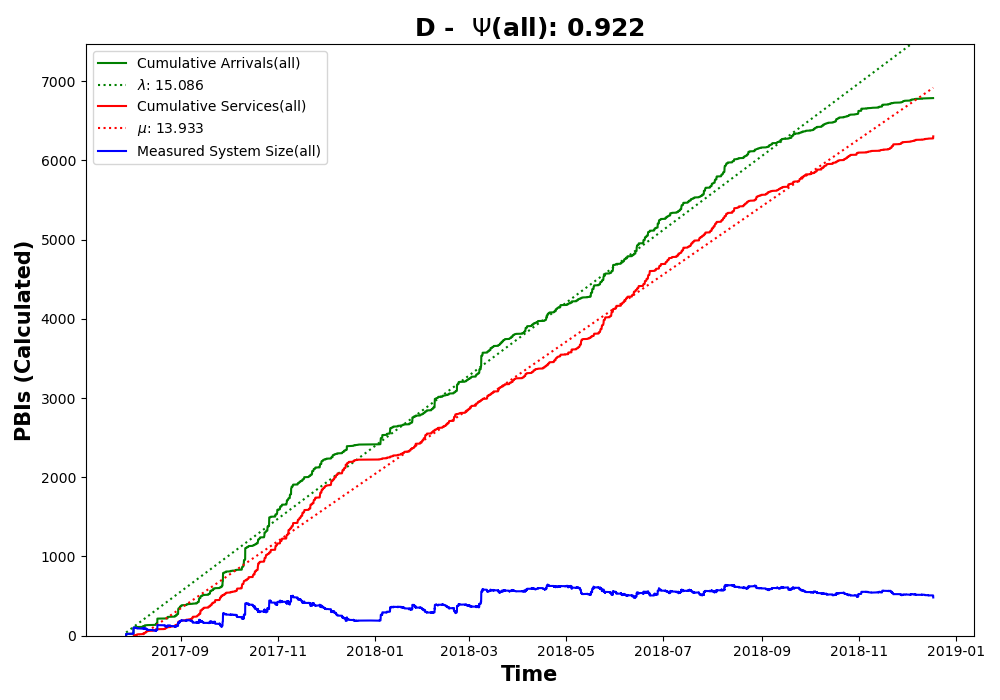 D - Ψ(all): 0.922
Cumulative Arrivals(all)
λ: 15.086
Cumulative Services(all)
μ: 13.933
Measured System Size(all)
PBIs (Calculated)
7000
6000
5000
4000
3000
2000
1000
0
2017-09 2017-11 2018-01 2018-03 2018-05 2018-07 2018-09 2018-11 2019-01
Time